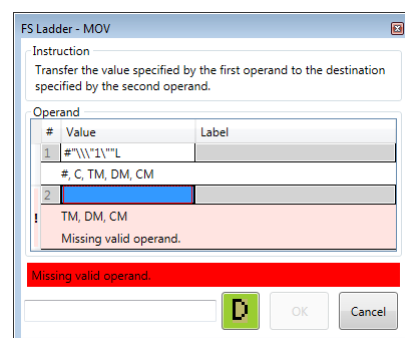 FS Ladder - MOV
Instruction
Transfer the value specified by the first operand to the destination
specified by the second operand.
Operand
# Value Label
1 #"\\\"1\""L
#, C, TM, DM, CM
2
! TM, DM, CM
Missing valid operand.
Missing valid operand.
D OK Cancel